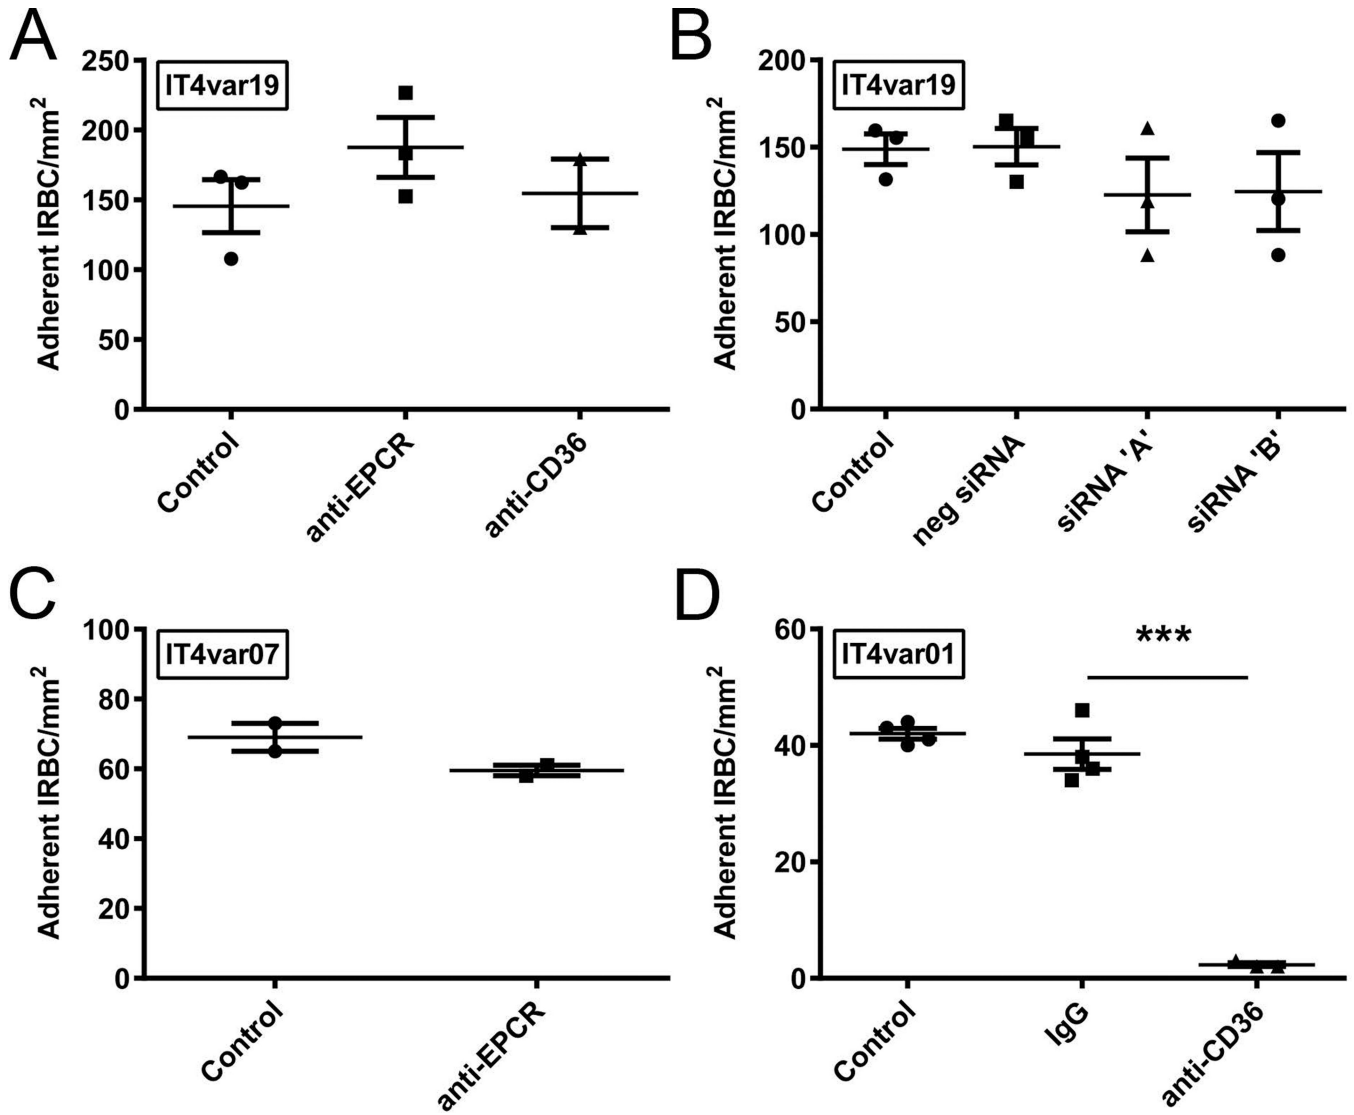 A
IT4var19
Adherent IRBC/mm²
250
200
150
100
50
0
Control
anti-EPCR
anti-CD36
B
IT4var19
Adherent IRBC/mm²
200
150
100
50
0
Control
neg siRNA
siRNA 'A'
siRNA 'B'
C
IT4var07
Adherent IRBC/mm²
100
80
60
40
20
0
Control
anti-EPCR
D
IT4var01
Adherent IRBC/mm²
60
40
20
0
***
Control
IgG
anti-CD36